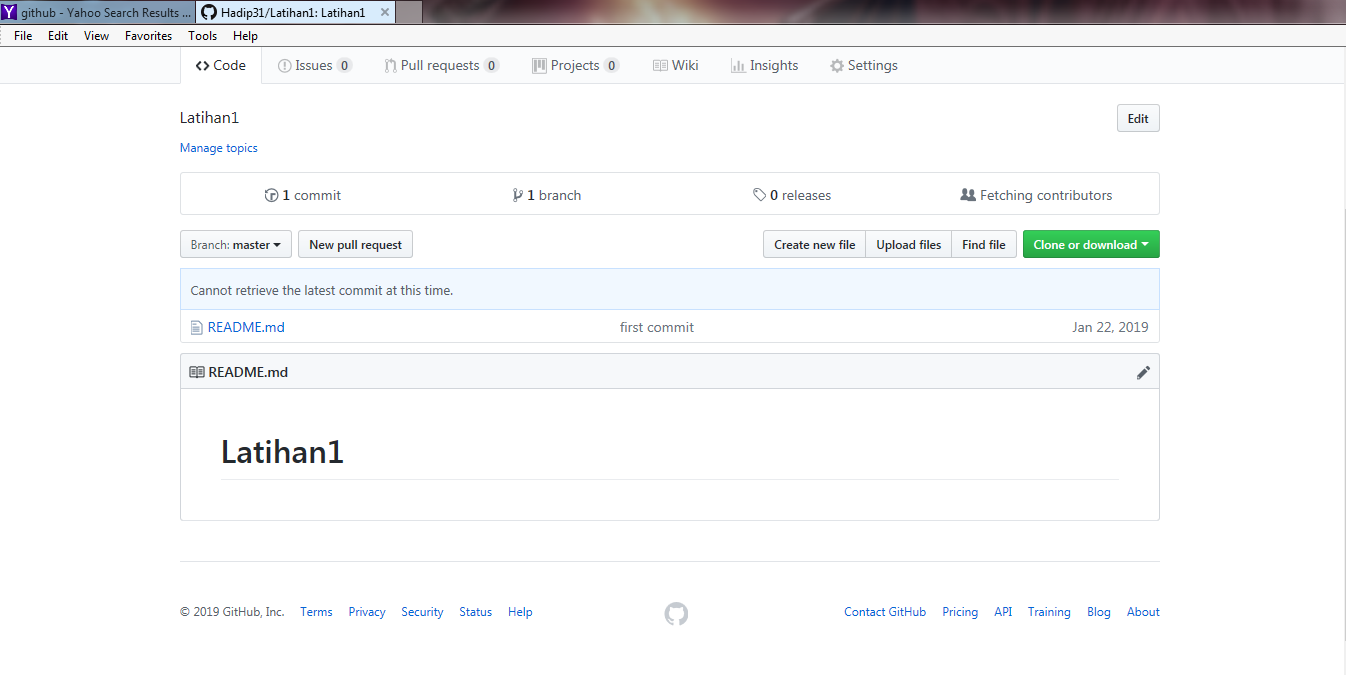 Y github - Yahoo Search Results ... Hadip31/Latihan1: Latihan1
File Edit View Favorites Tools Help
Code Issues 0 Pull requests 0 Projects 0 Wiki Insights Settings
Latihan1 Edit
Manage topics
1 commit 1 branch 0 releases Fetching contributors
Branch: master New pull request Create new file Upload files Find file Clone or download
Cannot retrieve the latest commit at this time.
README.md first commit Jan 22, 2019
README.md
Latihan1
© 2019 GitHub, Inc. Terms Privacy Security Status Help Contact GitHub Pricing API Training Blog About